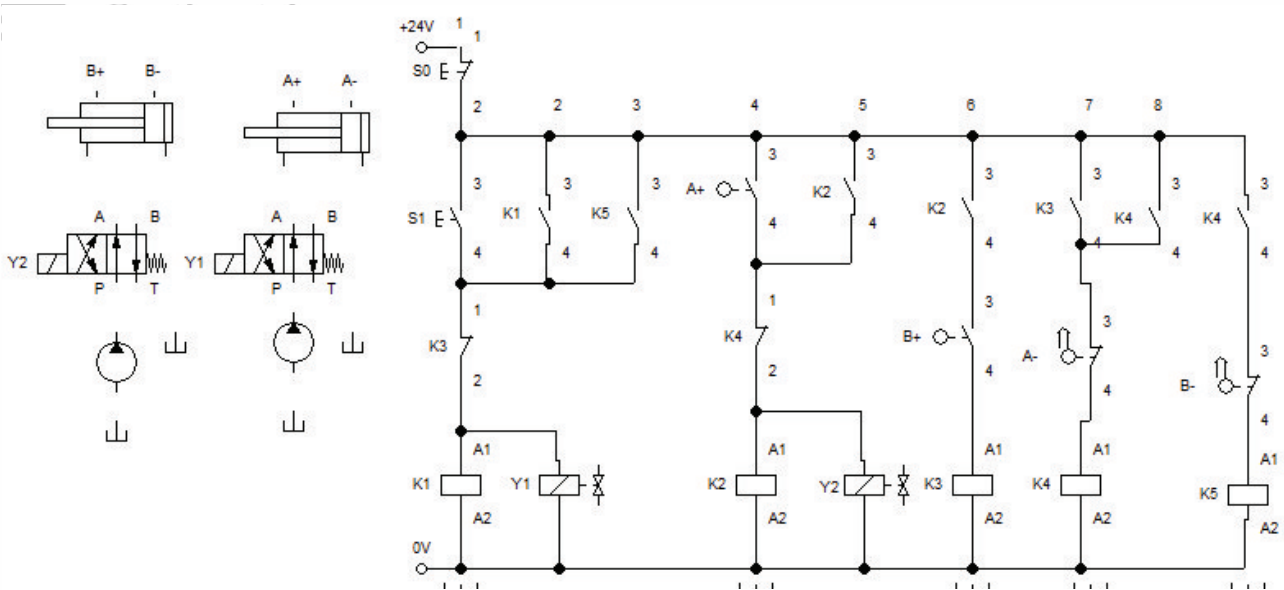 +24V 1
1
S0
B+ B-
A+ A-
2 2 3 4 5 6 7 8
3 3 3 3 3 3 3 3 3
S1 K1 K5 A+ K2 K2 K3 K4 K4
4 4 4 4 4 4 4 4 4
A B A B
Y2 Y1
P T P T
1 1 3 3
K3 K4 B+ A- 3
2 2 4 4 B-
4
A1 A1 A1 A1 A1
K1 Y1 K2 Y2 K3 K4 K5
A2 A2 A2 A2 A2
0V